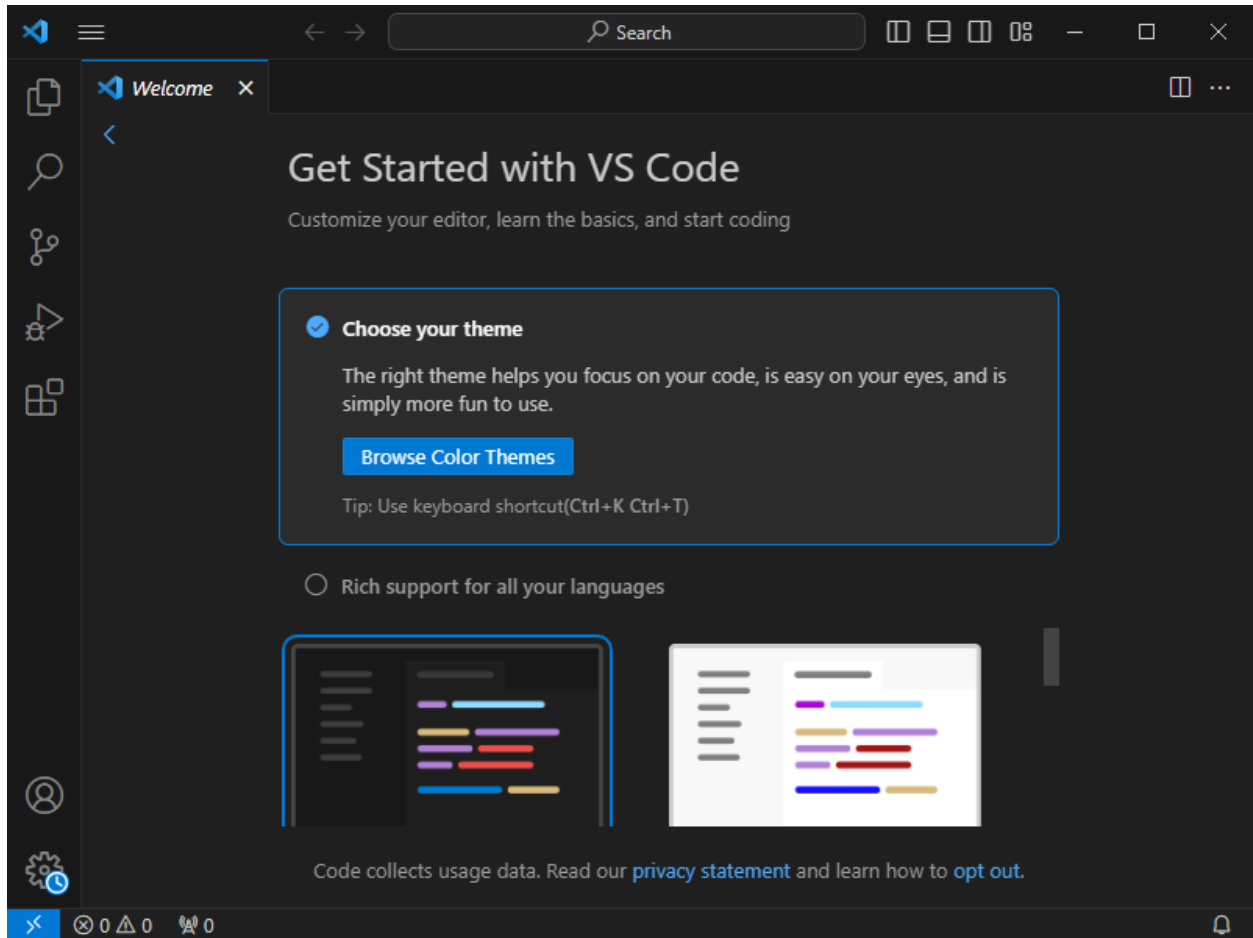 Search
Welcome
Get Started with VS Code
Customize your editor, learn the basics, and start coding
Choose your theme
The right theme helps you focus on your code, is easy on your eyes, and is
simply more fun to use.
Browse Color Themes
Tip: Use keyboard shortcut(Ctrl+K Ctrl+T)
Rich support for all your languages
Code collects usage data. Read our privacy statement and learn how to opt out.
0 0 0